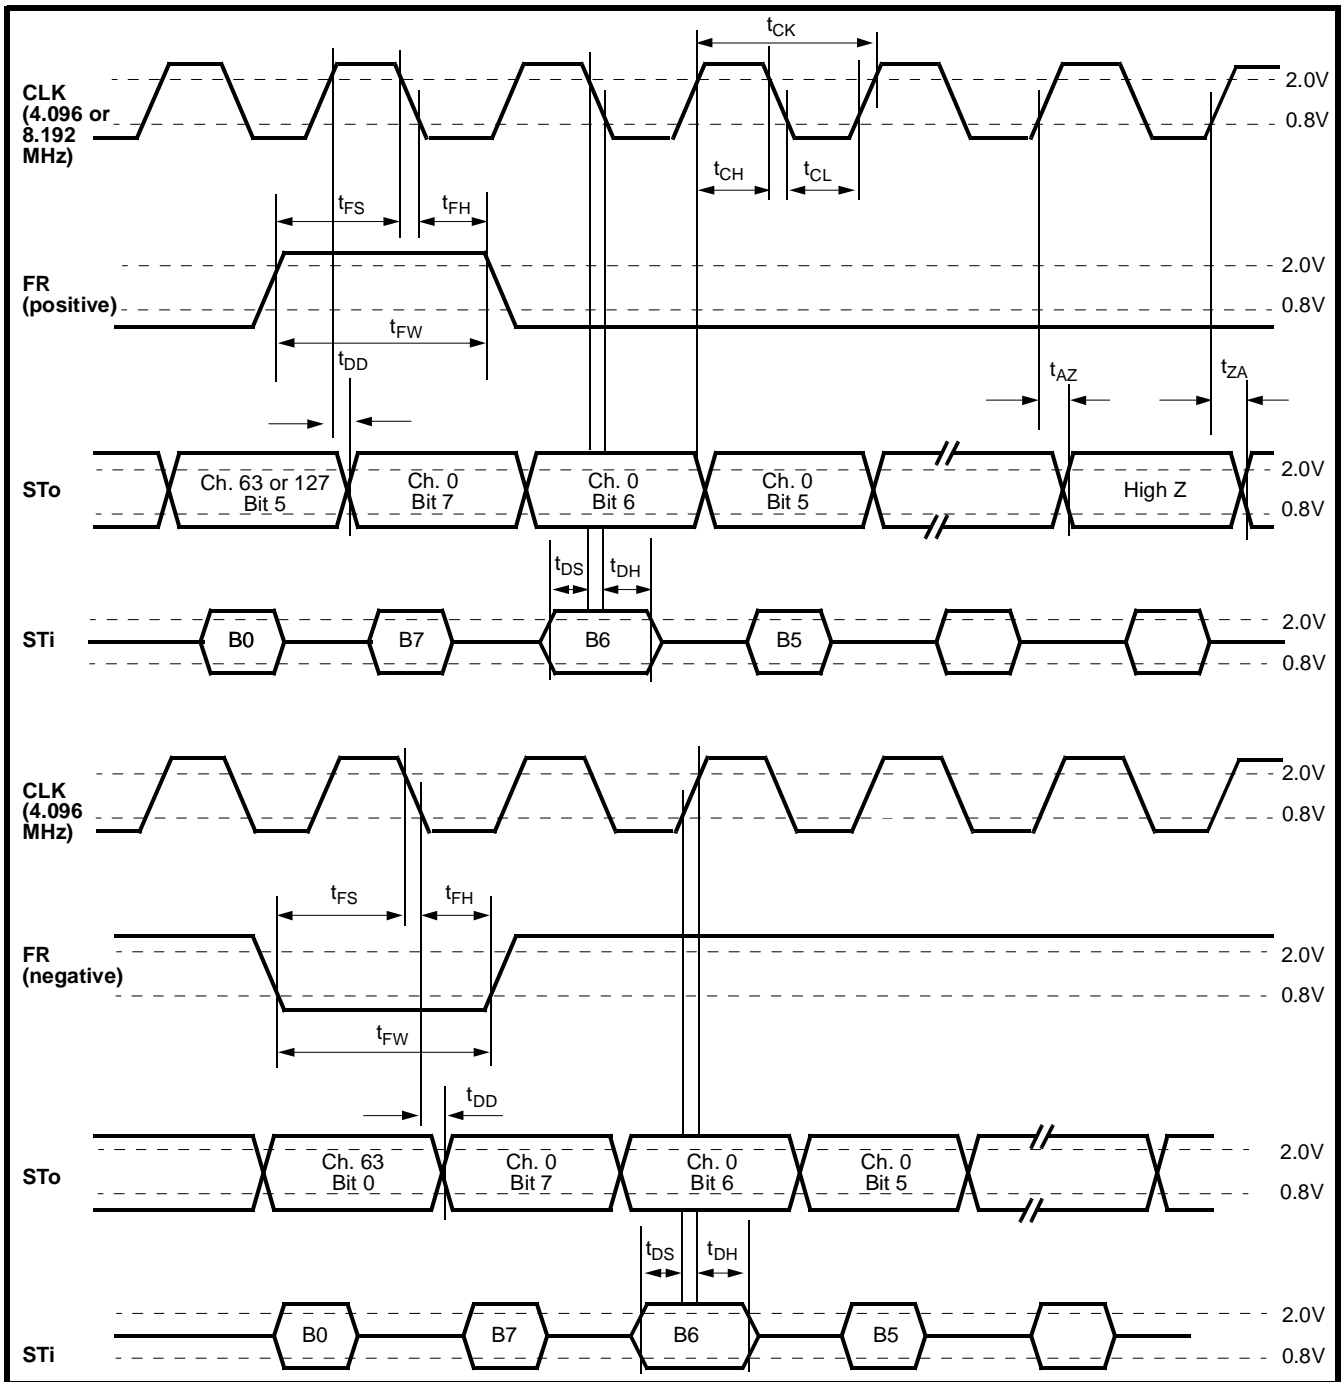 tCK
CLK
(4.096 or
8.192
MHz)
2.0V
0.8V
tCH
tCL
tFS
tFH
FR
(positive)
2.0V
0.8V
tFW
tDD
tAZ
tZA
STo
Ch. 63 or 127
Bit 5
Ch. 0
Bit 7
Ch. 0
Bit 6
Ch. 0
Bit 5
High Z
2.0V
0.8V
tDS
tDH
STi
B0
B7
B6
B5
2.0V
0.8V
CLK
(4.096
MHz)
2.0V
0.8V
tFS
tFH
FR
(negative)
2.0V
0.8V
tFW
tDD
STo
Ch. 63
Bit 0
Ch. 0
Bit 7
Ch. 0
Bit 6
Ch. 0
Bit 5
2.0V
0.8V
tDS
tDH
STi
B0
B7
B6
B5
2.0V
0.8V